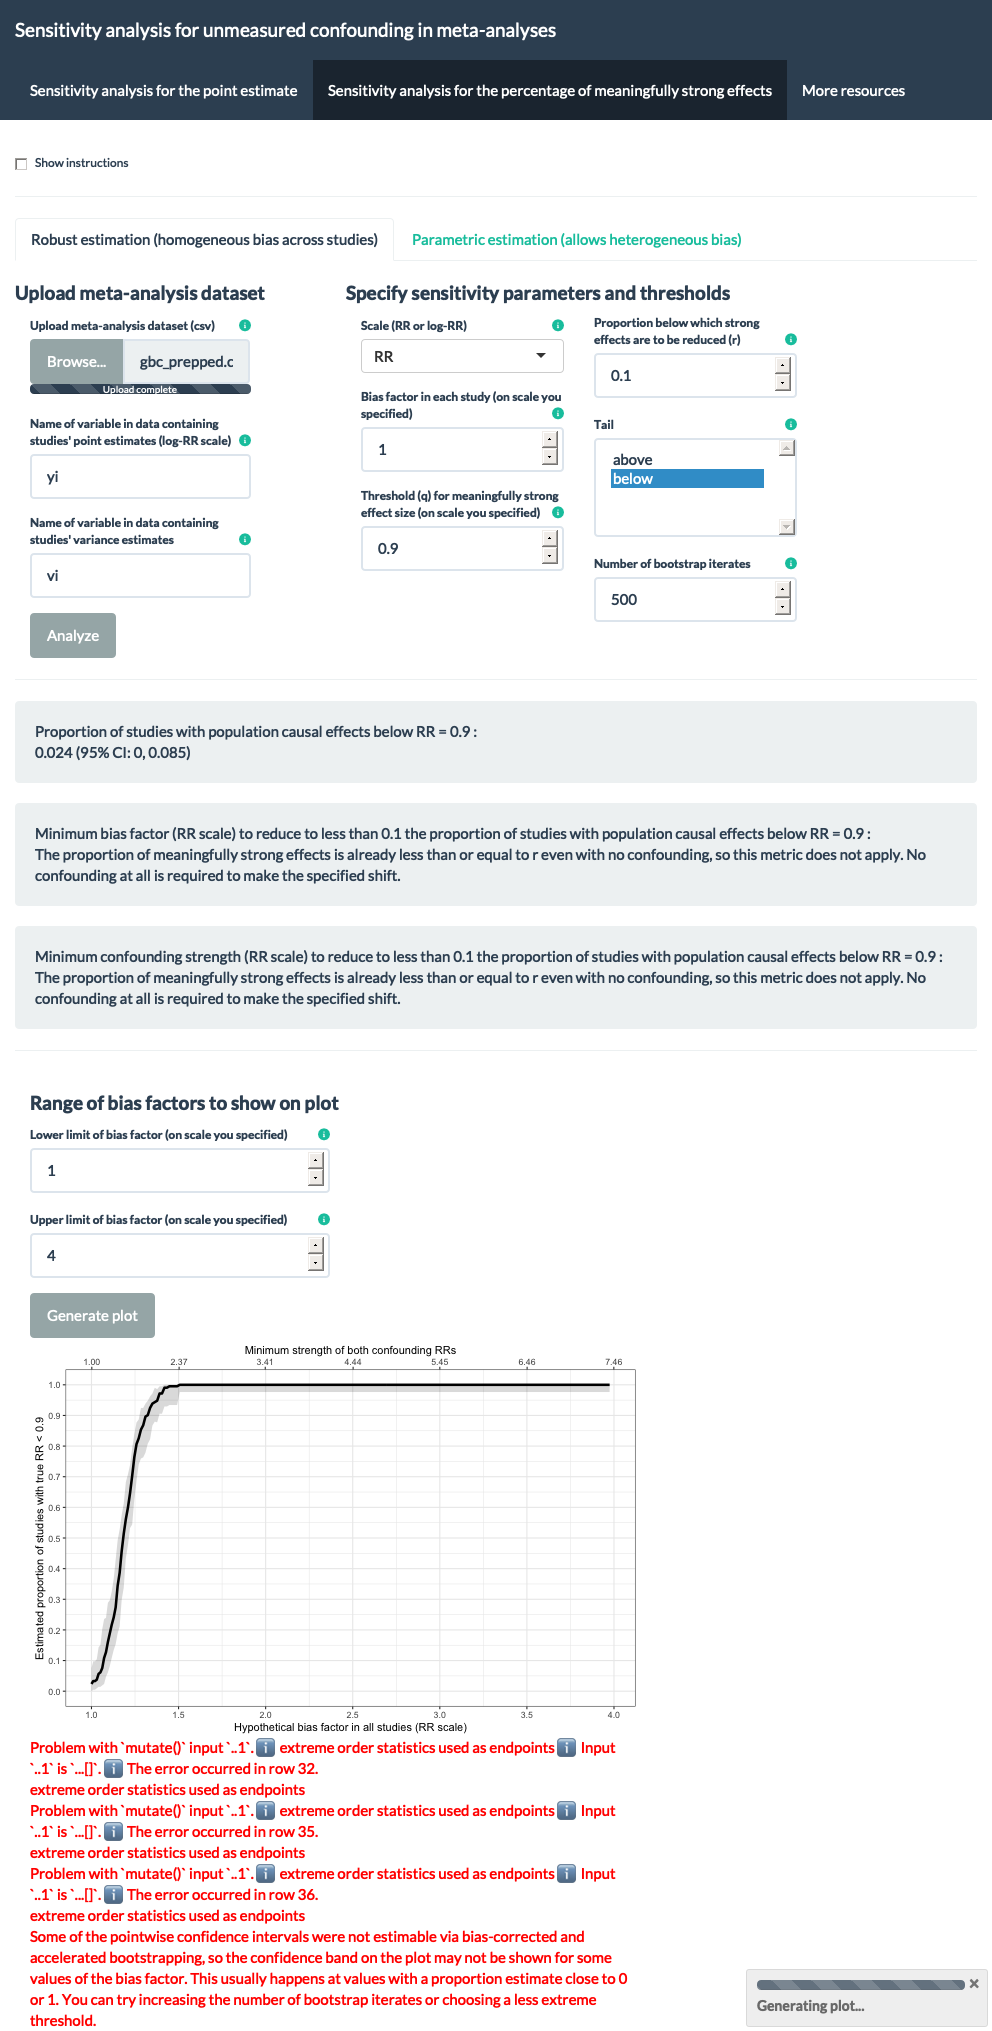 Sensitivity analysis for unmeasured confounding in meta-analyses
Sensitivity analysis for the point estimate
Sensitivity analysis for the percentage of meaningfully strong effects
More resources
Show instructions
Robust estimation (homogeneous bias across studies)
Parametric estimation (allows heterogeneous bias)
Upload meta-analysis dataset
Upload meta-analysis dataset (csv)
Browse...
gbc_prepped.c
Upload complete
Name of variable in data containing
studies' point estimates (log-RR scale)
yi
Name of variable in data containing
studies' variance estimates
vi
Analyze
Specify sensitivity parameters and thresholds
Scale (RR or log-RR)
RR
Bias factor in each study (on scale you
specified)
1
Threshold (q) for meaningfully strong
effect size (on scale you specified)
0.9
Proportion below which strong
effects are to be reduced (r)
0.1
Tail
above
below
Number of bootstrap iterates
500
Proportion of studies with population causal effects below RR = 0.9 :
0.024 (95% CI: 0, 0.085)
Minimum bias factor (RR scale) to reduce to less than 0.1 the proportion of studies with population causal effects below RR = 0.9 :
The proportion of meaningfully strong effects is already less than or equal to r even with no confounding, so this metric does not apply. No
confounding at all is required to make the specified shift.
Minimum confounding strength (RR scale) to reduce to less than 0.1 the proportion of studies with population causal effects below RR = 0.9 :
The proportion of meaningfully strong effects is already less than or equal to r even with no confounding, so this metric does not apply. No
confounding at all is required to make the specified shift.
Range of bias factors to show on plot
Lower limit of bias factor (on scale you specified)
1
Upper limit of bias factor (on scale you specified)
4
Generate plot
Minimum strength of both confounding RRs
1.00 2.37 3.41 4.44 5.45 6.46 7.46
Estimated proportion of studies with true RR < 0.9
1.0
0.9
0.8
0.7
0.6
0.5
0.4
0.3
0.2
0.1
0.0
1.0 1.5 2.0 2.5 3.0 3.5 4.0
Hypothetical bias factor in all studies (RR scale)
Problem with `mutate()` input `..1`. ℹ️ extreme order statistics used as endpoints ℹ️ Input
`..1` is `...[]`. ℹ️ The error occurred in row 32.
extreme order statistics used as endpoints
Problem with `mutate()` input `..1`. ℹ️ extreme order statistics used as endpoints ℹ️ Input
`..1` is `...[]`. ℹ️ The error occurred in row 35.
extreme order statistics used as endpoints
Problem with `mutate()` input `..1`. ℹ️ extreme order statistics used as endpoints ℹ️ Input
`..1` is `...[]`. ℹ️ The error occurred in row 36.
extreme order statistics used as endpoints
Some of the pointwise confidence intervals were not estimable via bias-corrected and
accelerated bootstrapping, so the confidence band on the plot may not be shown for some
values of the bias factor. This usually happens at values with a proportion estimate close to 0
or 1. You can try increasing the number of bootstrap iterates or choosing a less extreme
threshold.
Generating plot...